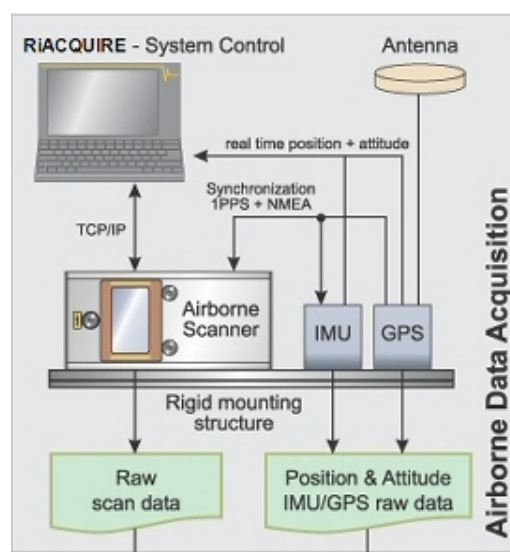 RiACQUIRE - System Control
Antenna
real time position + attitude
Synchronization
1PPS + NMEA
TCP/IP
Airborne
Scanner
IMU
GPS
Rigid mounting
structure
Raw
scan data
Position & Attitude
IMU/GPS raw data
Airborne Data Acquisition